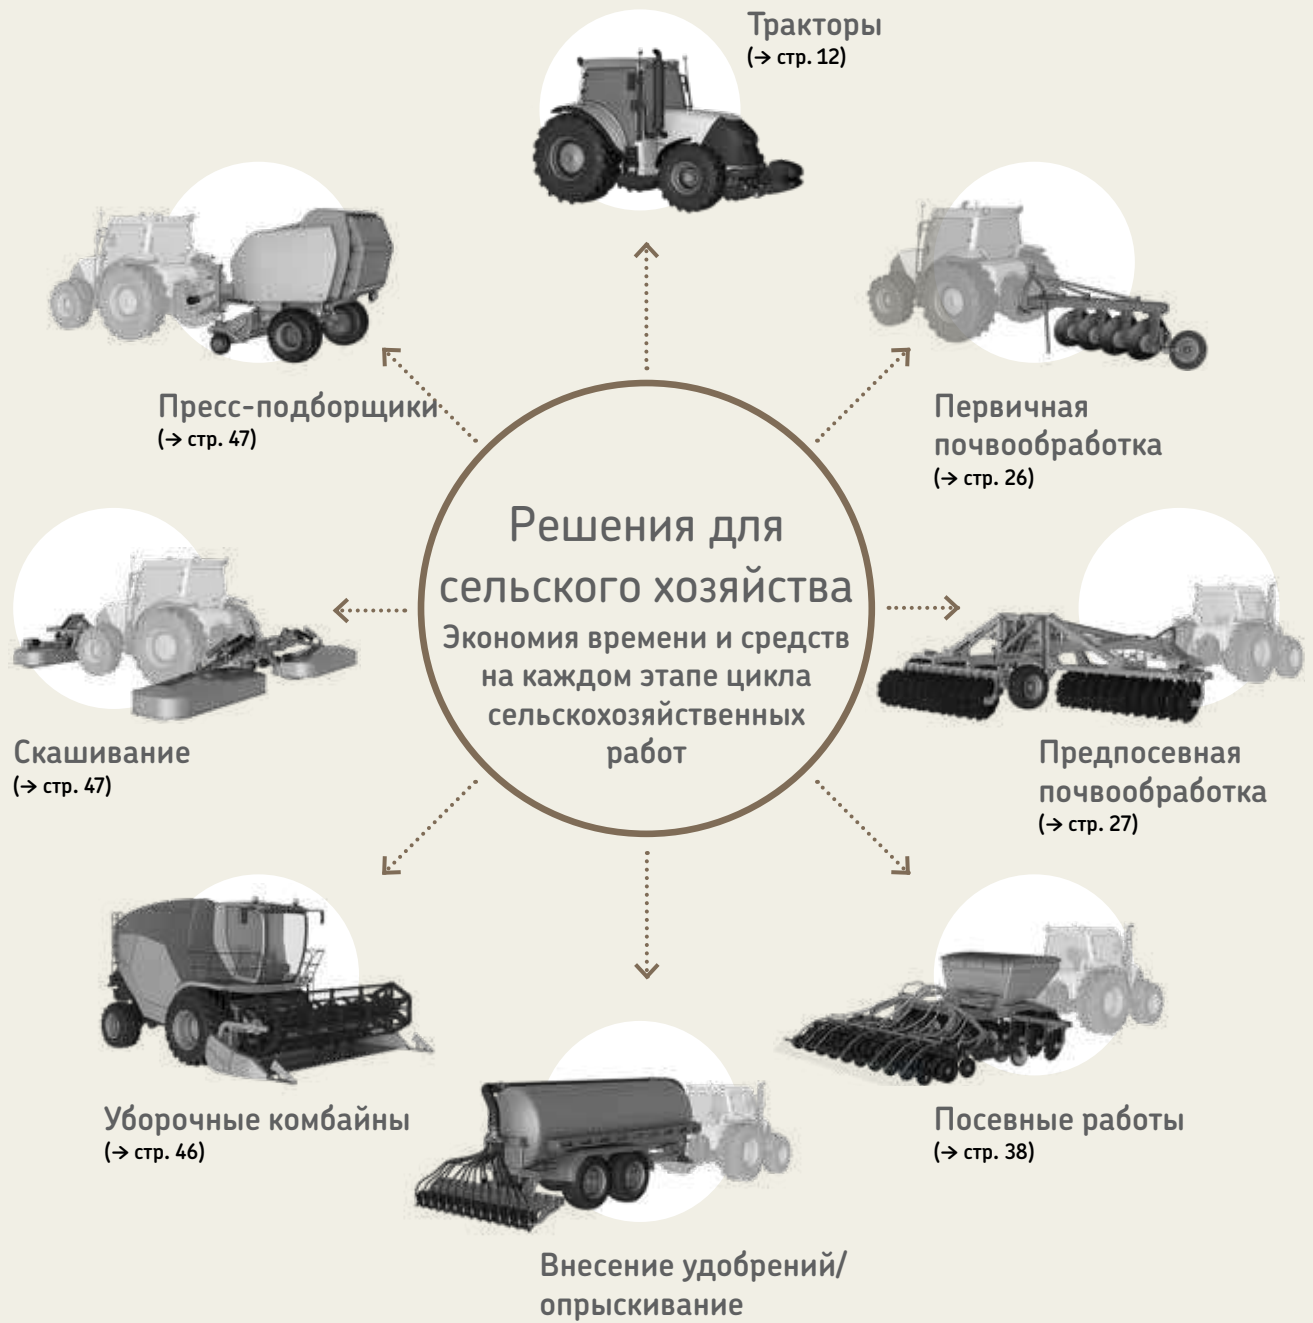 Тракторы
(→ стр. 12)
Пресс-подборщики
(→ стр. 47)
Первичная
почвообработка
(→ стр. 26)
Решения для
сельского хозяйства
Экономия времени и средств
на каждом этапе цикла
сельскохозяйственных
работ
Скашивание
(→ стр. 47)
Предпосевная
почвообработка
(→ стр. 27)
Уборочные комбайны
(→ стр. 46)
Посевные работы
(→ стр. 38)
Внесение удобрений/
опрыскивание